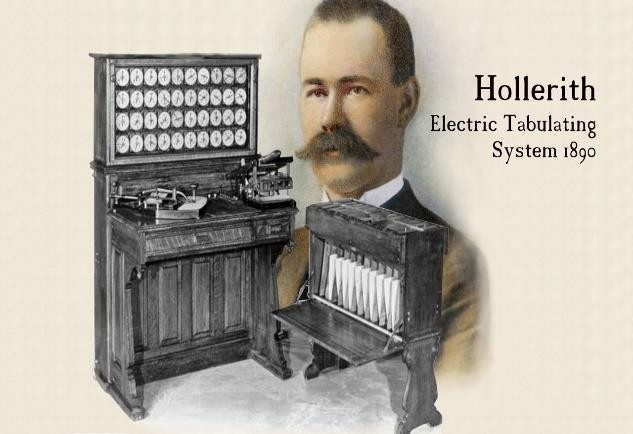 Hollerith
Electric Tabulating
System 1890